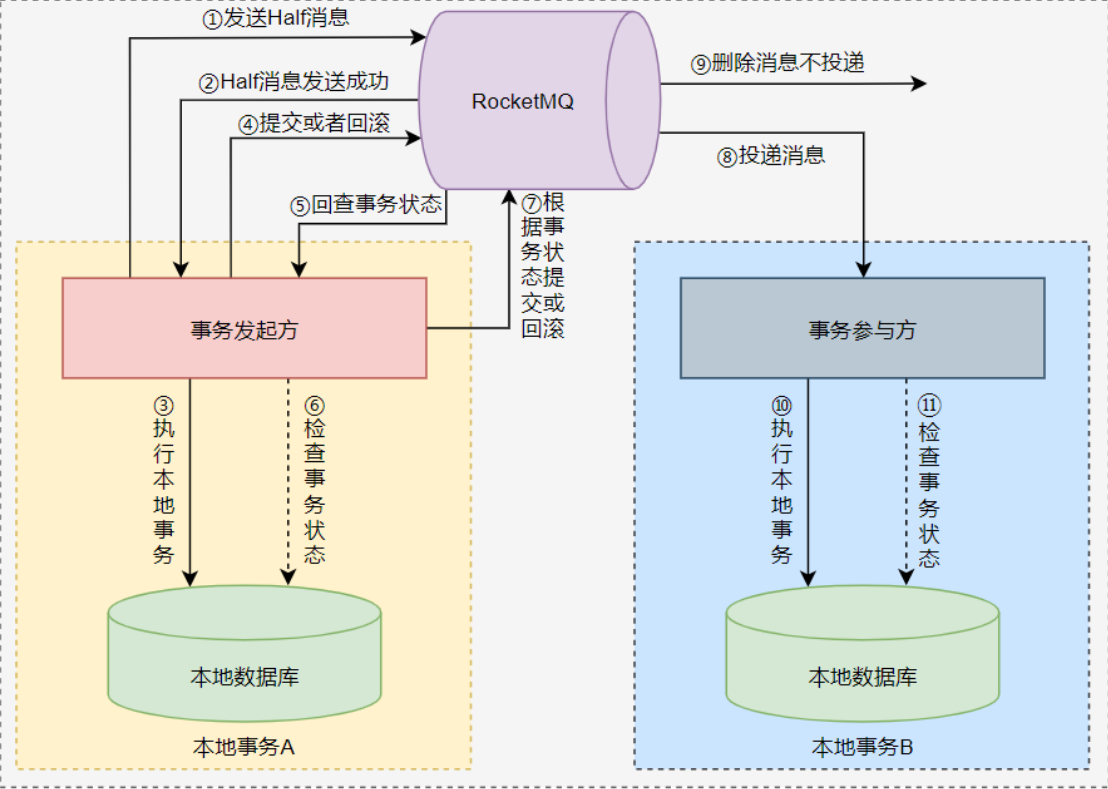 ①发送Half消息
②Half消息发送成功
④提交或者回滚
RocketMQ
⑨删除消息不投递
⑧投递消息
⑤回查事务状态
⑦根
据事
务状
态提
交或
回滚
事务发起方
事务参与方
③执行本地事务
⑥检查事务状态
⑩执行本地事务
⑪检查事务状态
本地数据库
本地数据库
本地事务A
本地事务B